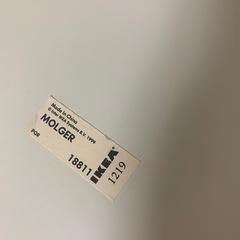 Made in China
© Inter IKEA Systems B.V. 1999
MOLGER
POR
18811
IKEA
1219